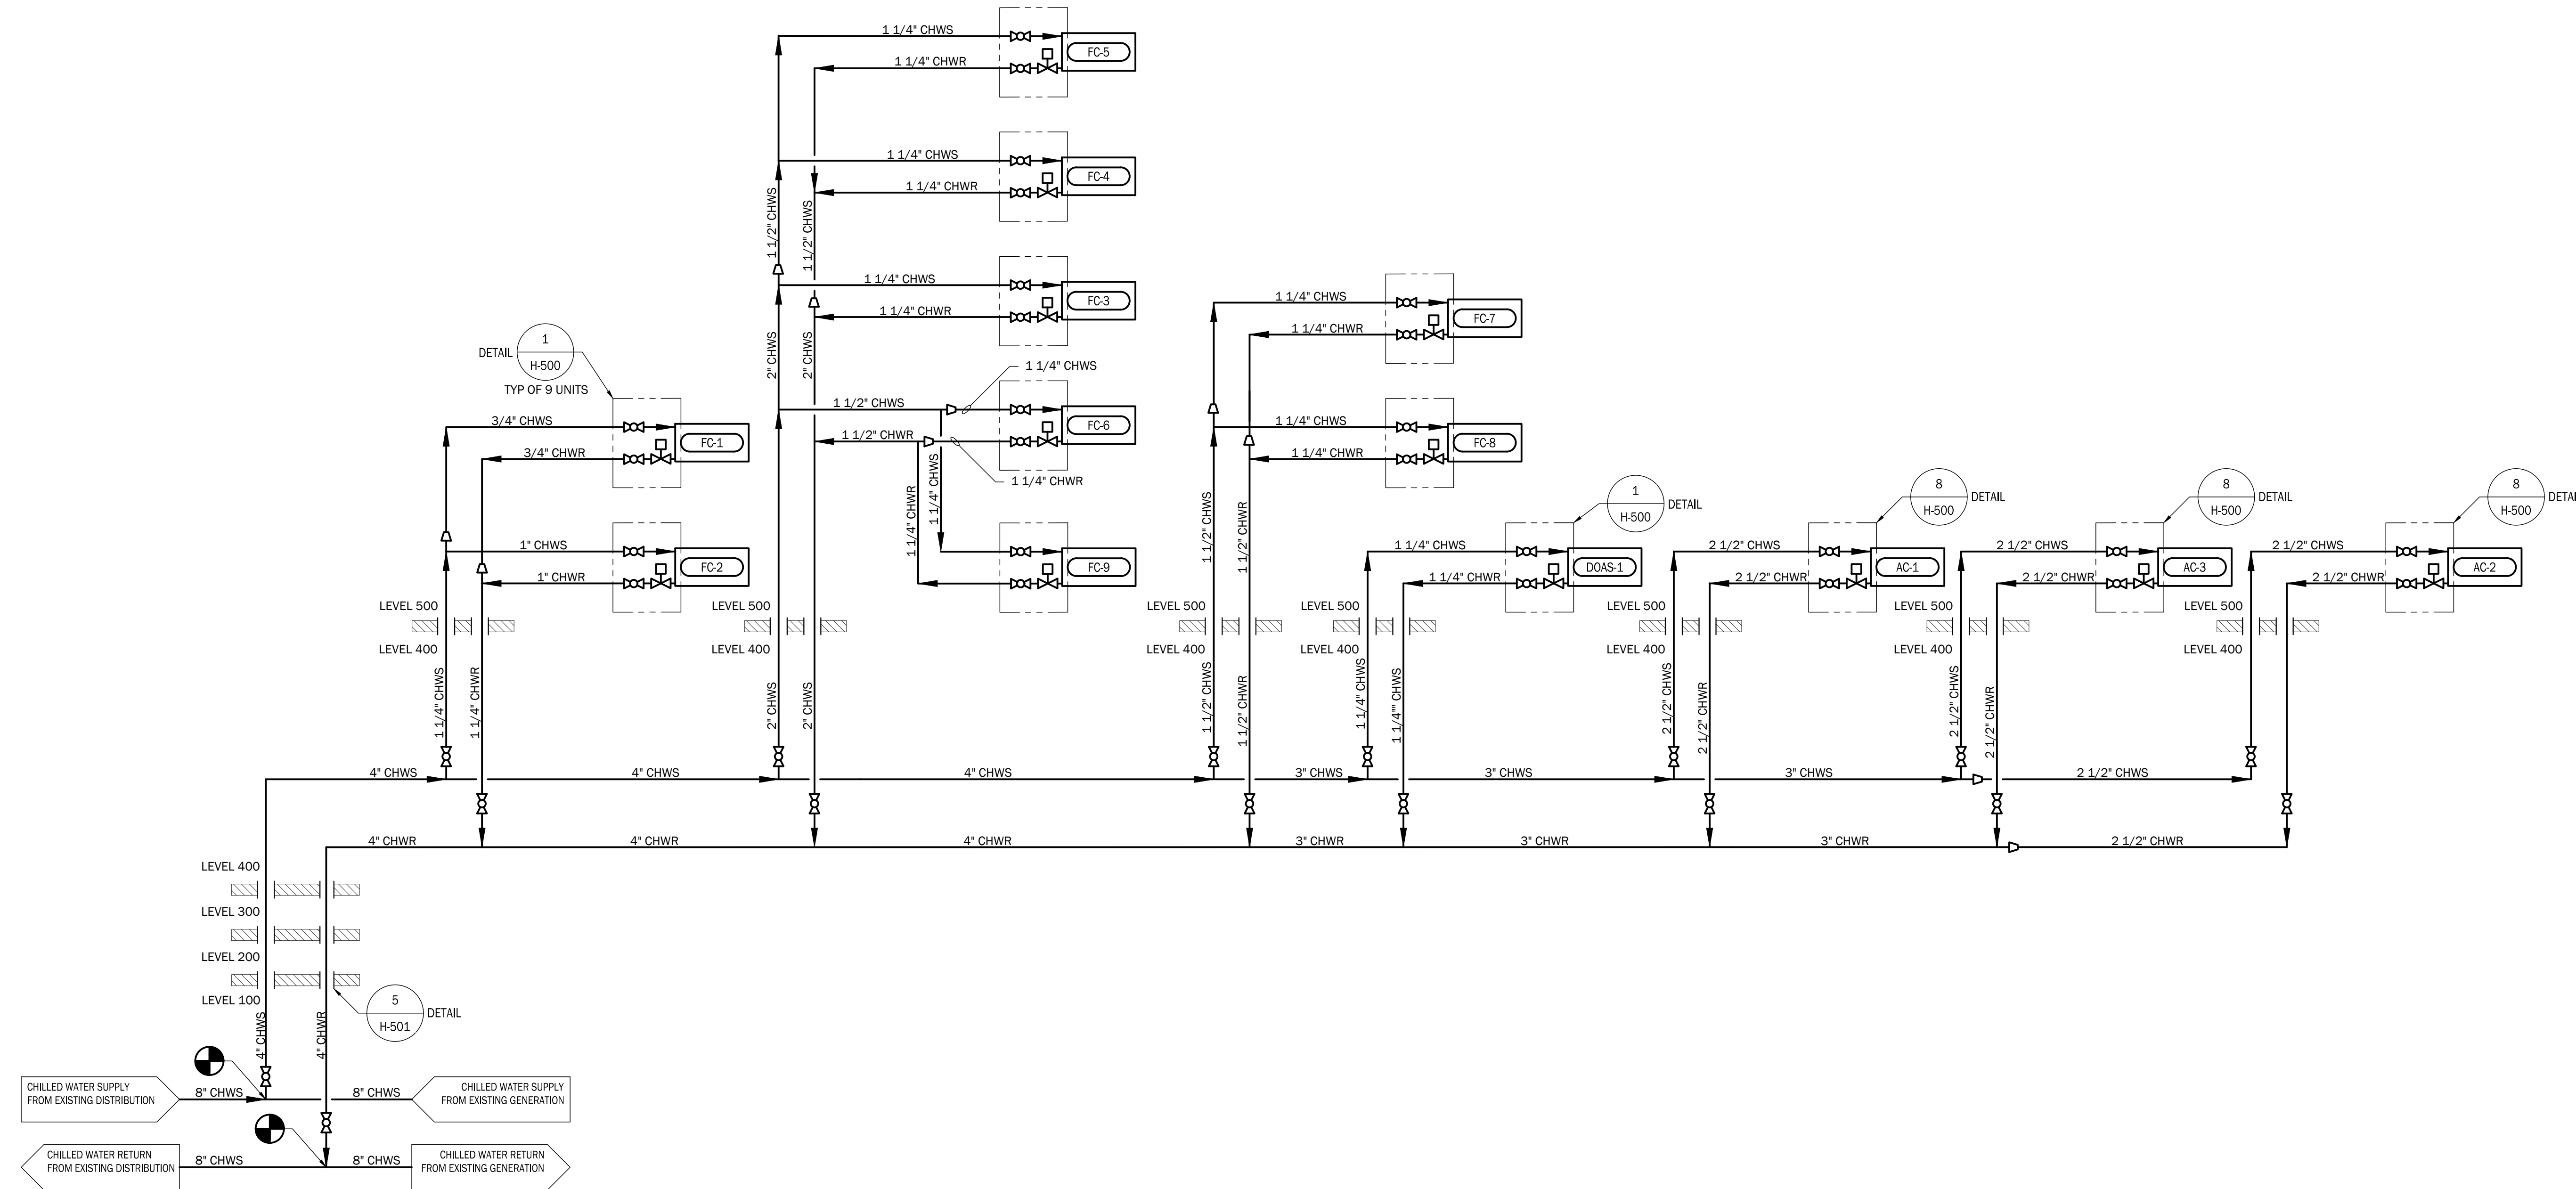 1 1/4" CHWS
FC-5
1 1/4" CHWR
1 1/4" CHWS
FC-4
1 1/4" CHWR
1 1/2" CHWS
1 1/2" CHWS
1 1/4" CHWS
FC-3
1 1/4" CHWR
2" CHWS
2" CHWS
1 1/4" CHWS
1 1/2" CHWS
FC-6
1 1/2" CHWR
1 1/4" CHWR
1 1/4" CHWR
1 1/4" CHWS
FC-9
DETAIL
1
H-500
TYP OF 9 UNITS
3/4" CHWS
FC-1
3/4" CHWR
1" CHWS
FC-2
1" CHWR
LEVEL 500
LEVEL 400
1 1/4" CHWS
1 1/4" CHWR
LEVEL 500
LEVEL 400
2" CHWS
2" CHWS
1 1/4" CHWS
FC-7
1 1/4" CHWR
1 1/4" CHWS
FC-8
1 1/4" CHWR
1 1/2" CHWS
1 1/2" CHWR
LEVEL 500
LEVEL 400
1 1/2" CHWS
1 1/2" CHWR
1
H-500
DETAIL
1 1/4" CHWS
DOAS-1
1 1/4" CHWR
LEVEL 500
LEVEL 400
1 1/4" CHWS
1 1/4"" CHWS
8
H-500
DETAIL
2 1/2" CHWS
AC-1
2 1/2" CHWR
LEVEL 500
LEVEL 400
2 1/2" CHWS
2 1/2" CHWR
8
H-500
DETAIL
2 1/2" CHWS
AC-3
2 1/2" CHWR
LEVEL 500
LEVEL 400
2 1/2" CHWS
2 1/2" CHWR
8
H-500
2 1/2" CHWS
AC-2
2 1/2" CHWR
LEVEL 500
LEVEL 400
4" CHWS
4" CHWS
4" CHWS
3" CHWS
3" CHWS
3" CHWS
2 1/2" CHWS
4" CHWR
4" CHWR
4" CHWR
3" CHWR
3" CHWR
3" CHWR
2 1/2" CHWR
LEVEL 400
LEVEL 300
LEVEL 200
LEVEL 100
5
H-501
DETAIL
4" CHWS
4" CHWR
CHILLED WATER SUPPLY
FROM EXISTING DISTRIBUTION
8" CHWS
8" CHWS
CHILLED WATER SUPPLY
FROM EXISTING GENERATION
CHILLED WATER RETURN
FROM EXISTING DISTRIBUTION
8" CHWS
8" CHWS
CHILLED WATER RETURN
FROM EXISTING GENERATION